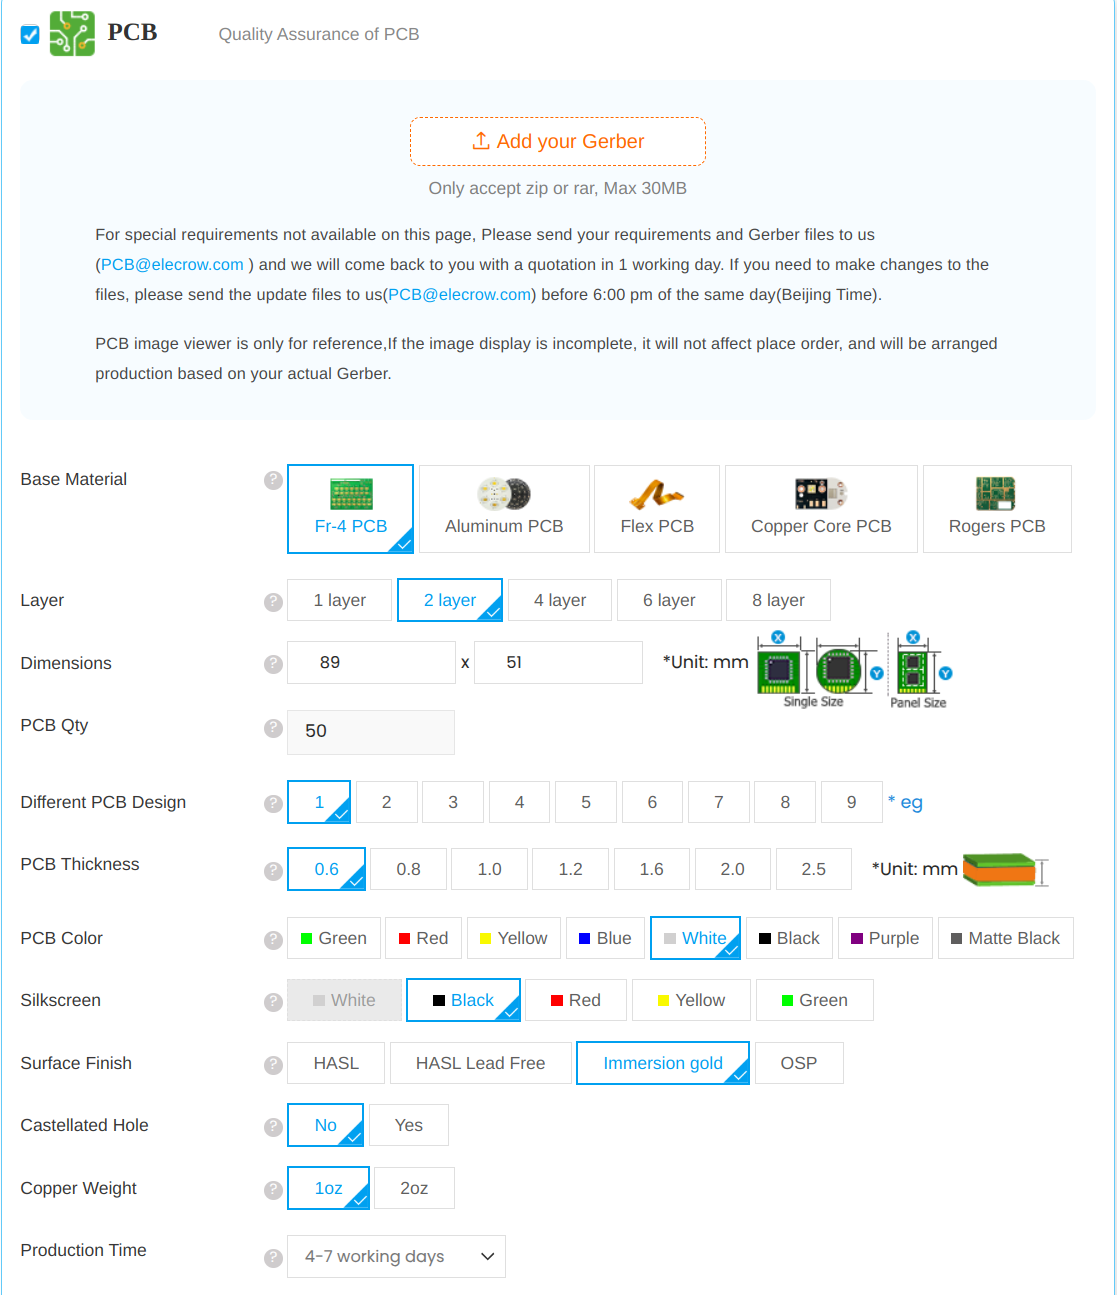 PCB Quality Assurance of PCB
Add your Gerber
Only accept zip or rar, Max 30MB
For special requirements not available on this page, Please send your requirements and Gerber files to us
(PCB@elecrow.com ) and we will come back to you with a quotation in 1 working day. If you need to make changes to the
files, please send the update files to us(PCB@elecrow.com) before 6:00 pm of the same day(Beijing Time).
PCB image viewer is only for reference,If the image display is incomplete, it will not affect place order, and will be arranged
production based on your actual Gerber.
Base Material ? Fr-4 PCB Aluminum PCB Flex PCB Copper Core PCB Rogers PCB
Layer ? 1 layer 2 layer 4 layer 6 layer 8 layer
Dimensions ? 89 x 51 *Unit: mm X Y Single Size X Y Panel Size
PCB Qty ? 50
Different PCB Design ? 1 2 3 4 5 6 7 8 9 * eg
PCB Thickness ? 0.6 0.8 1.0 1.2 1.6 2.0 2.5 *Unit: mm
PCB Color ? Green Red Yellow Blue White Black Purple Matte Black
Silkscreen ? White Black Red Yellow Green
Surface Finish ? HASL HASL Lead Free Immersion gold OSP
Castellated Hole ? No Yes
Copper Weight ? 1oz 2oz
Production Time ? 4-7 working days